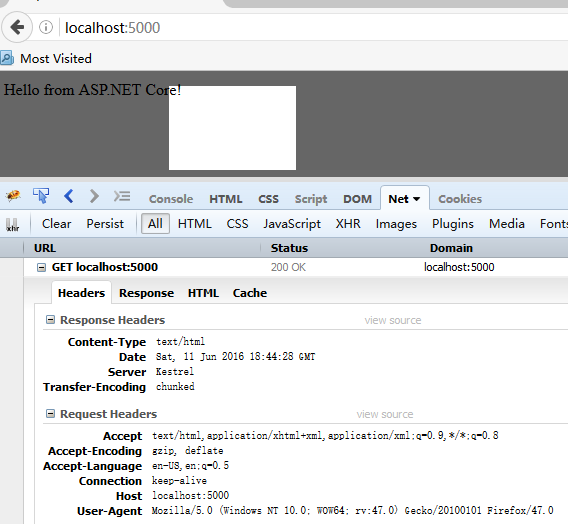 localhost:5000
Most Visited
Hello from ASP.NET Core!
Console HTML CSS Script DOM Net Cookies
xhr Clear Persist All HTML CSS JavaScript XHR Images Plugins Media Fonts
URL Status Domain
GET localhost:5000 200 OK localhost:5000
Headers Response HTML Cache
Response Headers view source
Content-Type text/html
Date Sat, 11 Jun 2016 18:44:28 GMT
Server Kestrel
Transfer-Encoding chunked
Request Headers view source
Accept text/html,application/xhtml+xml,application/xml;q=0.9,*/*;q=0.8
Accept-Encoding gzip, deflate
Accept-Language en-US,en;q=0.5
Connection keep-alive
Host localhost:5000
User-Agent Mozilla/5.0 (Windows NT 10.0; WOW64; rv:47.0) Gecko/20100101 Firefox/47.0